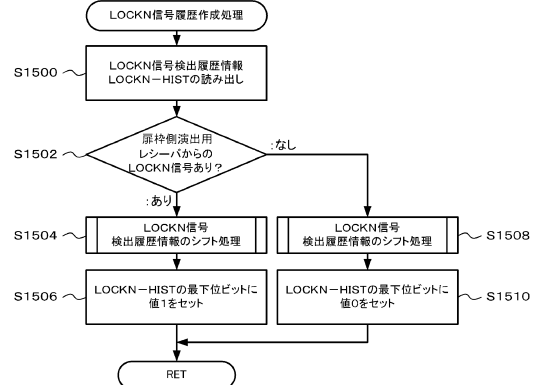 LOCKN信号履歴作成処理
S1500
LOCKN信号検出履歴情報
LOCKN－HISTの読み出し
S1502
扉枠側演出用
レシーバからの
LOCKN信号あり？
:なし
:あり
S1504
LOCKN信号
検出履歴情報のシフト処理
LOCKN信号
検出履歴情報のシフト処理
S1508
S1506
LOCKN－HISTの最下位ビットに
値1をセット
LOCKN－HISTの最下位ビットに
値0をセット
S1510
RET